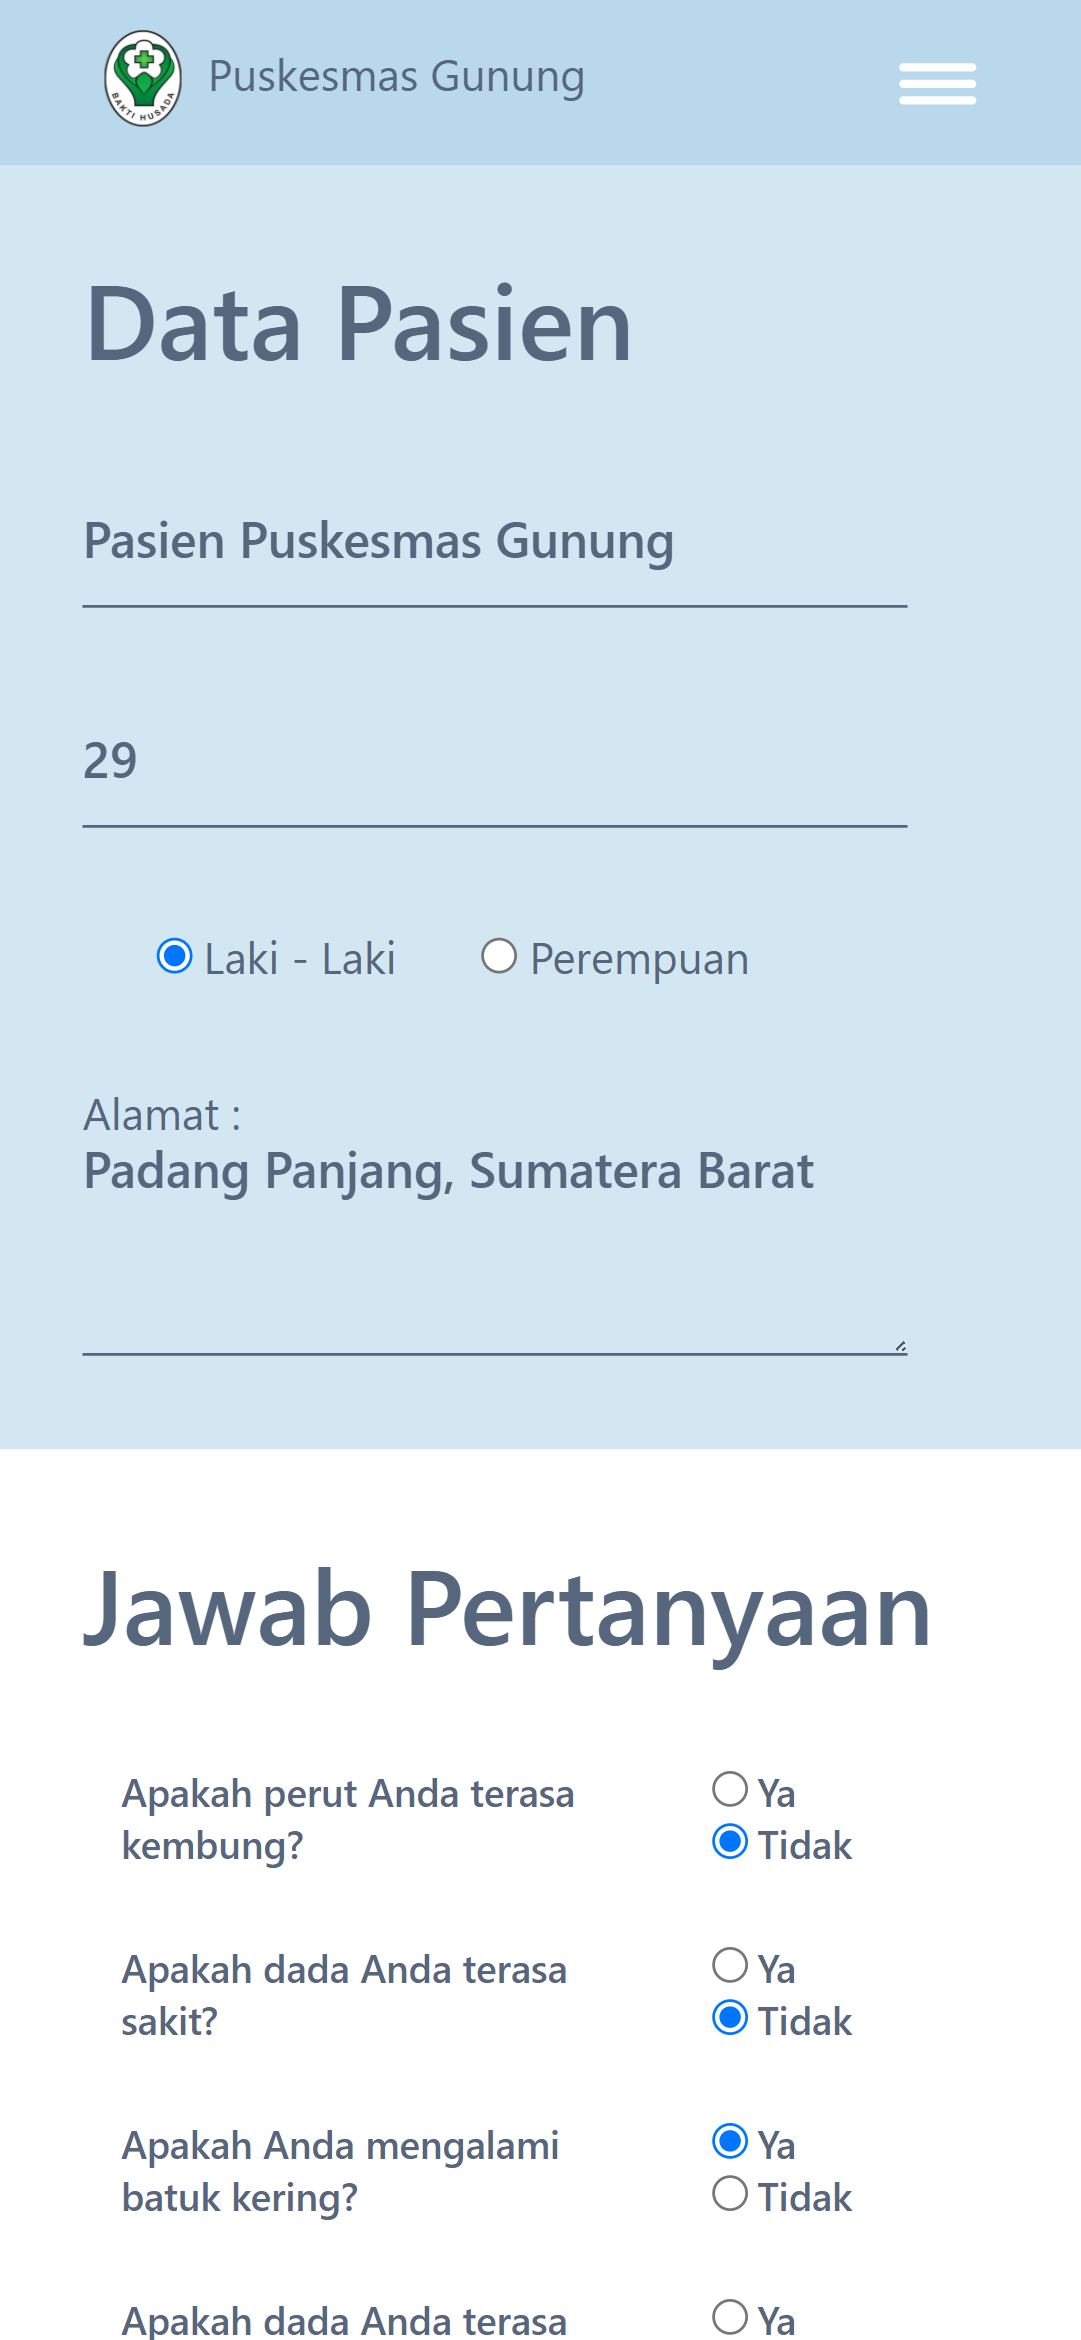 BAKTI HUSADA
Puskesmas Gunung
Data Pasien
Pasien Puskesmas Gunung
29
Laki - Laki
Perempuan
Alamat :
Padang Panjang, Sumatera Barat
Jawab Pertanyaan
Apakah perut Anda terasa
kembung?
Ya
Tidak
Apakah dada Anda terasa
sakit?
Ya
Tidak
Apakah Anda mengalami
batuk kering?
Ya
Tidak
Apakah dada Anda terasa
Ya